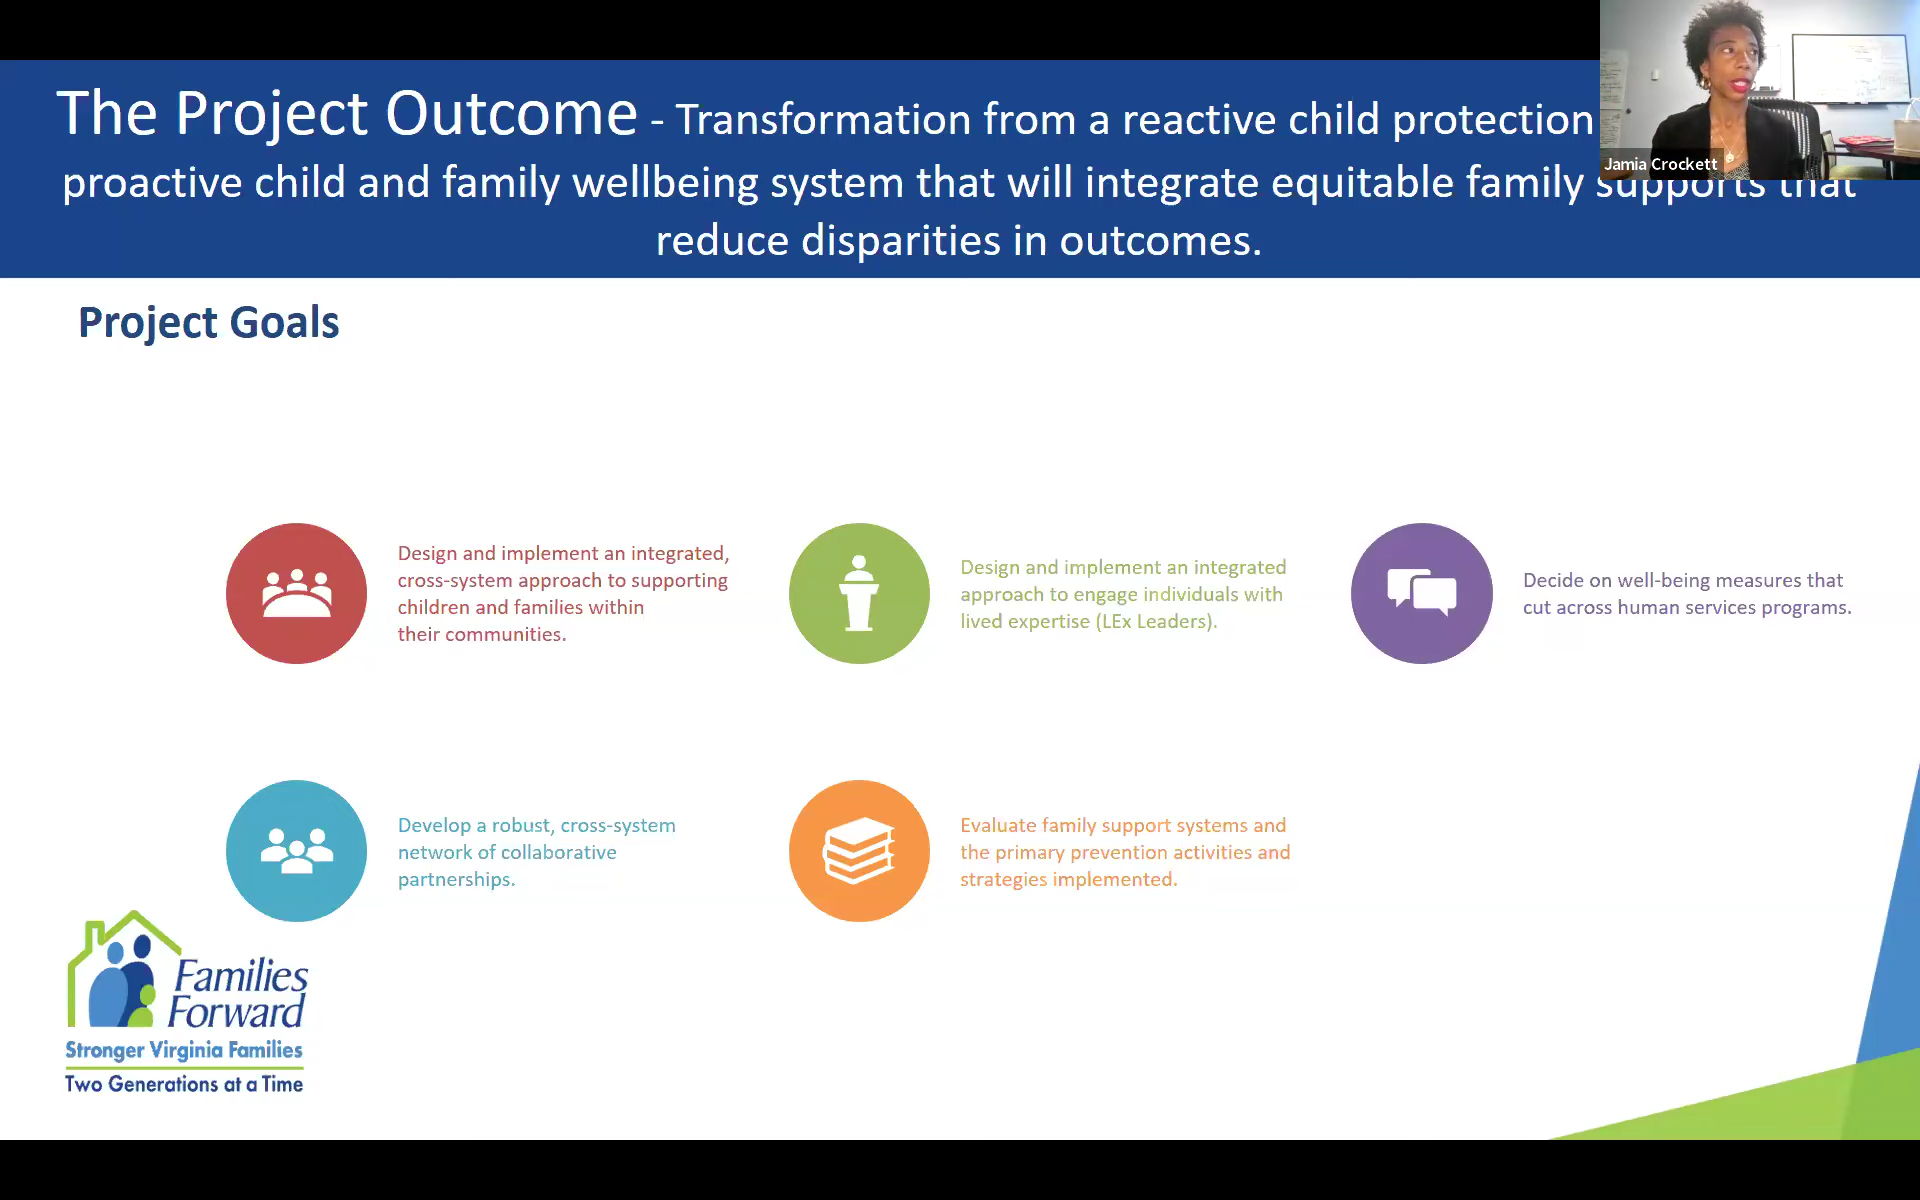 The Project Outcome - Transformation from a reactive child protection
proactive child and family wellbeing system that will integrate equitable family supports that
reduce disparities in outcomes.
Jamia Crockett
Project Goals
Design and implement an integrated,
cross-system approach to supporting
children and families within
their communities.
Design and implement an integrated
approach to engage individuals with
lived expertise (LEx Leaders).
Decide on well-being measures that
cut across human services programs.
Develop a robust, cross-system
network of collaborative
partnerships.
Evaluate family support systems and
the primary prevention activities and
strategies implemented.
Families
Forward
Stronger Virginia Families
Two Generations at a Time